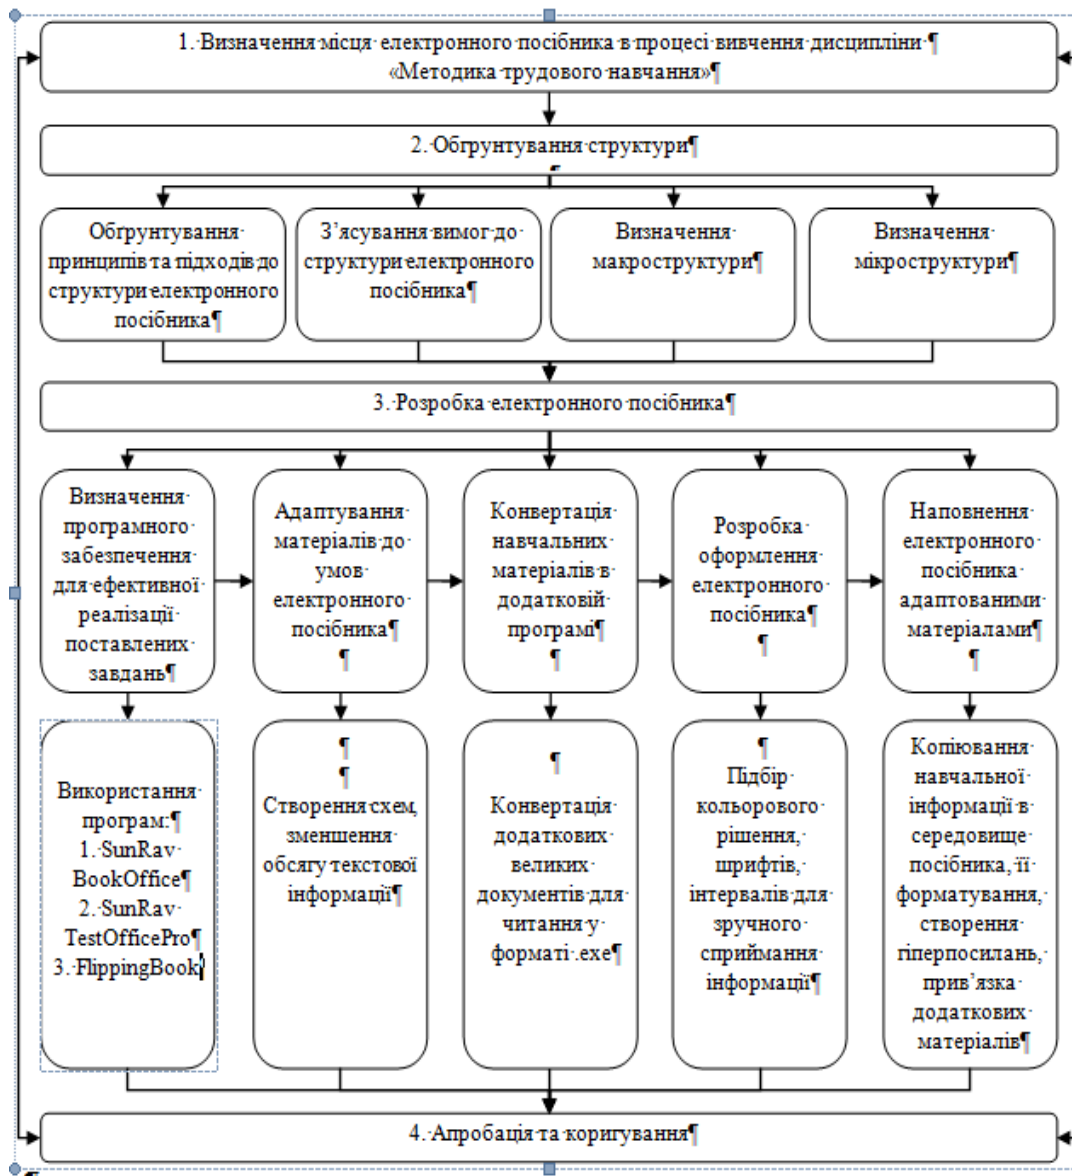 1. Визначення місця електронного посібника в процесі вивчення дисципліни ¶
«Методика трудового навчання»¶
2. Обґрунтування структури¶
¶
Обґрунтування
принципів та підходів до
структури електронного
посібника¶
З’ясування вимог до
структури електронного
посібника¶
Визначення
макроструктури¶
Визначення
мікроструктури¶
3. Розробка електронного посібника¶
Визначення
програмного
забезпечення
для ефективної
реалізації
поставлених
завдань¶
Адаптування
матеріалів до
умов
електронного
посібника¶
¶
Конвертація
навчальних
матеріалів в
додатковій
програмі¶
¶
Розробка
оформлення
електронного
посібника¶
¶
Наповнення
електронного
посібника
адаптованими
матеріалами¶
¶
Використання
програм:¶
1. SunRav
BookOffice¶
2. SunRav
TestOfficePro¶
3. FlippingBook
¶
¶
Створення схем,
зменшення
обсягу текстової
інформації¶
¶
Конвертація
додаткових
великих
документів для
читання у
форматі .exe¶
¶
Підбір
кольорового
рішення,
шрифтів,
інтервалів для
зручного
сприймання
інформації¶
Копіювання
навчальної
інформації в
середовище
посібника, її
форматування,
створення
гіперпосилань,
прив’язка
додаткових
матеріалів¶
4. Апробація та коригування¶
¶